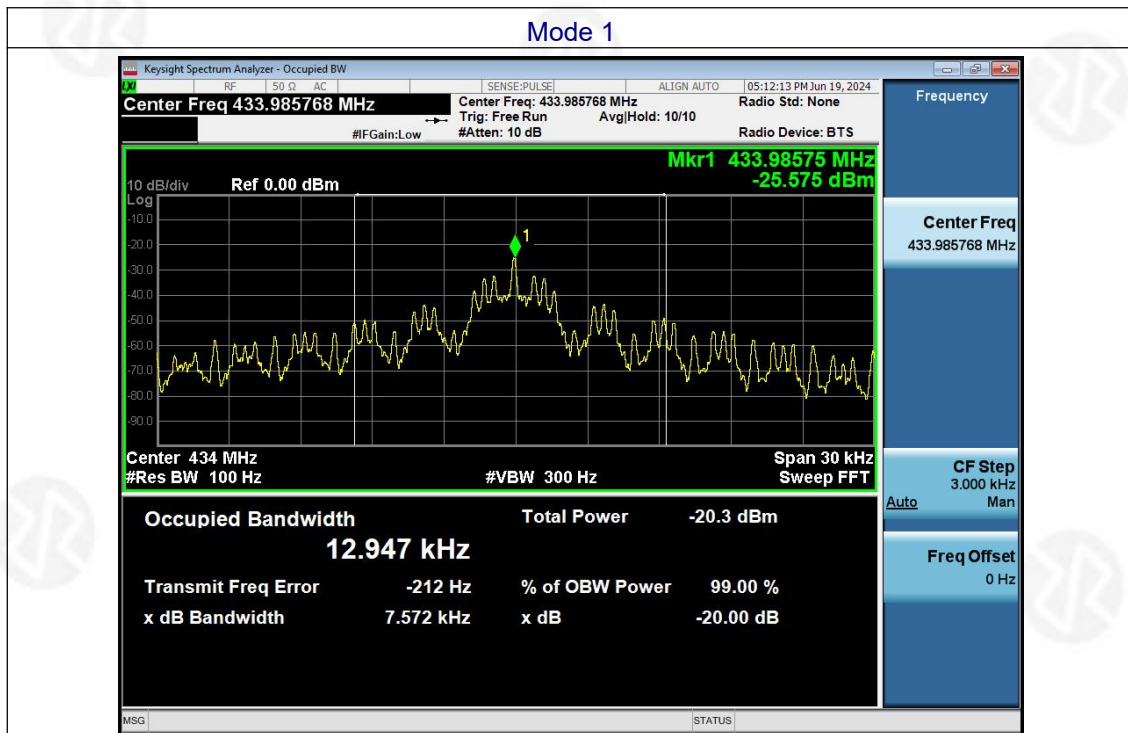 Mode 1
Keysight Spectrum Analyzer - Occupied BW
LXI RF 50 Ω AC SENSE:PULSE ALIGN AUTO 05:12:13 PM Jun 19, 2024
Center Freq 433.985768 MHz Center Freq: 433.985768 MHz Radio Std: None
Trig: Free Run Avg|Hold: 10/10
#IFGain:Low #Atten: 10 dB Radio Device: BTS
Mkr1 433.98575 MHz
10 dB/div Ref 0.00 dBm -25.575 dBm
Log
-10.0
-20.0
1
-30.0
-40.0
-50.0
-60.0
-70.0
-80.0
-90.0
Center 434 MHz Span 30 kHz
#Res BW 100 Hz #VBW 300 Hz Sweep FFT
Occupied Bandwidth Total Power -20.3 dBm
12.947 kHz
Transmit Freq Error -212 Hz % of OBW Power 99.00 %
x dB Bandwidth 7.572 kHz x dB -20.00 dB
MSG STATUS
Frequency
Center Freq
433.985768 MHz
CF Step
3.000 kHz
Auto Man
Freq Offset
0 Hz